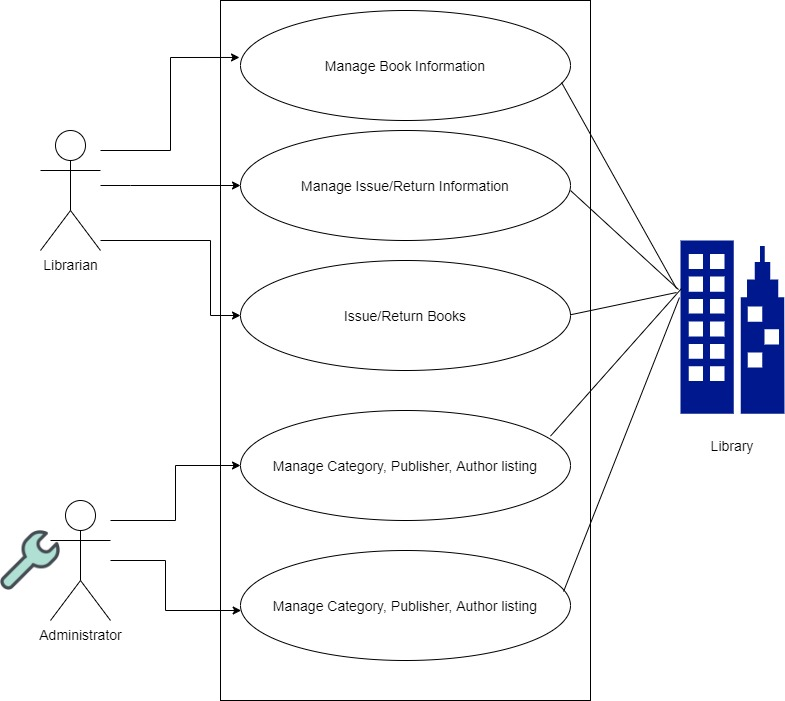 Manage Book Information
Manage Issue/Return Information
Librarian
Issue/Return Books
Library
Manage Category, Publisher, Author listing
Manage Category, Publisher, Author listing
Administrator